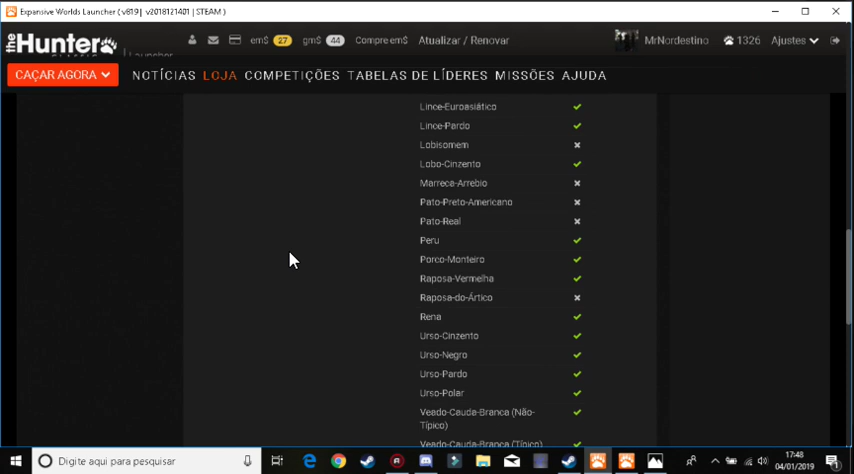 Expansive Worlds Launcher ( v819| v2018121401 | STEAM )
theHunter
CLASSIC
Launcher
em$ 27 gm$ 44 Compre em$ Atualizar / Renovar MrNordestino 1326 Ajustes
CAÇAR AGORA NOTÍCIAS LOJA COMPETIÇÕES TABELAS DE LÍDERES MISSÕES AJUDA
Lince-Euroasiático
Lince-Pardo
Lobisomem
Lobo-Cinzento
Marreca-Arrebio
Pato-Preto-Americano
Pato-Real
Peru
Porco-Monteiro
Raposa-Vermelha
Raposa-do-Ártico
Rena
Urso-Cinzento
Urso-Negro
Urso-Pardo
Urso-Polar
Veado-Cauda-Branca (Não-
Típico)
Veado-Cauda-Branca (Típico)
Digite aqui para pesquisar
17:48
04/01/2019